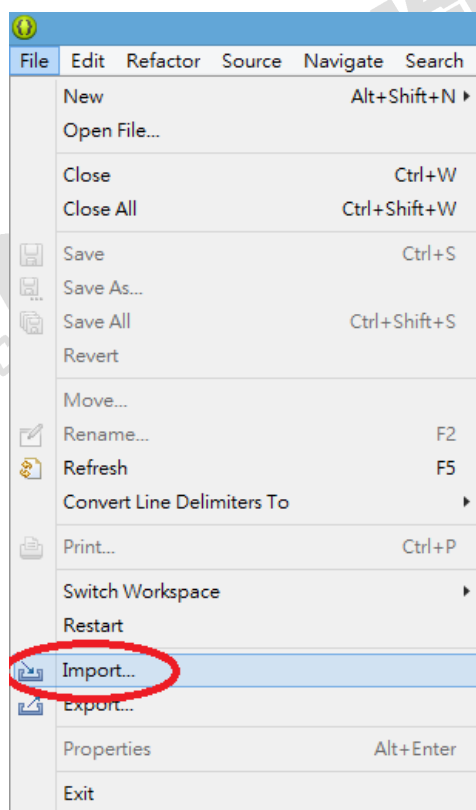 File Edit Refactor Source Navigate Search
New Alt+Shift+N
Open File...
Close Ctrl+W
Close All Ctrl+Shift+W
Save Ctrl+S
Save As...
Save All Ctrl+Shift+S
Revert
Move...
Rename... F2
Refresh F5
Convert Line Delimiters To
Print... Ctrl+P
Switch Workspace
Restart
Import...
Export...
Properties Alt+Enter
Exit